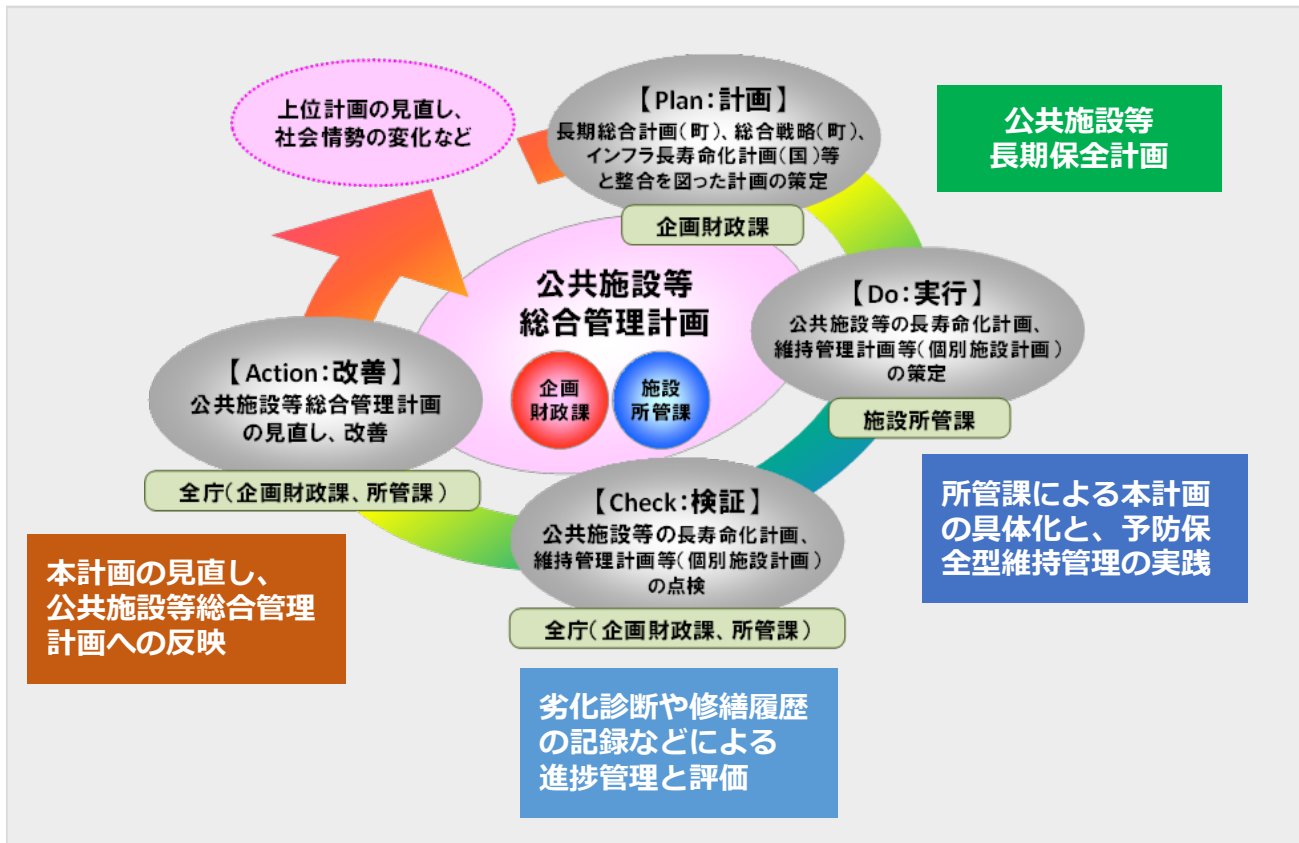 上位計画の見直し、
社会情勢の変化など
【Plan:計画】
長期総合計画(町)、総合戦略(町)、
インフラ長寿命化計画(国)等
と整合を図った計画の策定
企画財政課
公共施設等
長期保全計画
公共施設等
総合管理計画
企画
財政課
施設
所管課
【Do:実行】
公共施設等の長寿命化計画、
維持管理計画等(個別施設計画)
の策定
施設所管課
所管課による本計画
の具体化と、予防保
全型維持管理の実践
【Check:検証】
公共施設等の長寿命化計画、
維持管理計画等(個別施設計画)
の点検
全庁(企画財政課、所管課)
劣化診断や修繕履歴
の記録などによる
進捗管理と評価
【Action:改善】
公共施設等総合管理計画
の見直し、改善
全庁(企画財政課、所管課)
本計画の見直し、
公共施設等総合管理
計画への反映